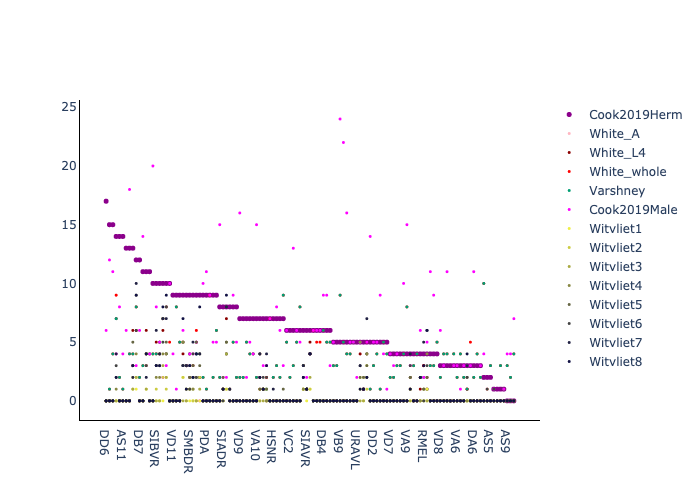 25
20
15
10
5
0
DD6
AS11
DB7
SIBVR
VD11
SMBDR
PDA
SIADR
VD9
VA10
HSNR
VC2
SIAVR
DB4
VB9
URAVL
DD2
VD7
VA9
RMEL
VD8
VA6
DA6
AS5
AS9
Cook2019Herm
White_A
White_L4
White_whole
Varshney
Cook2019Male
Witvliet1
Witvliet2
Witvliet3
Witvliet4
Witvliet5
Witvliet6
Witvliet7
Witvliet8